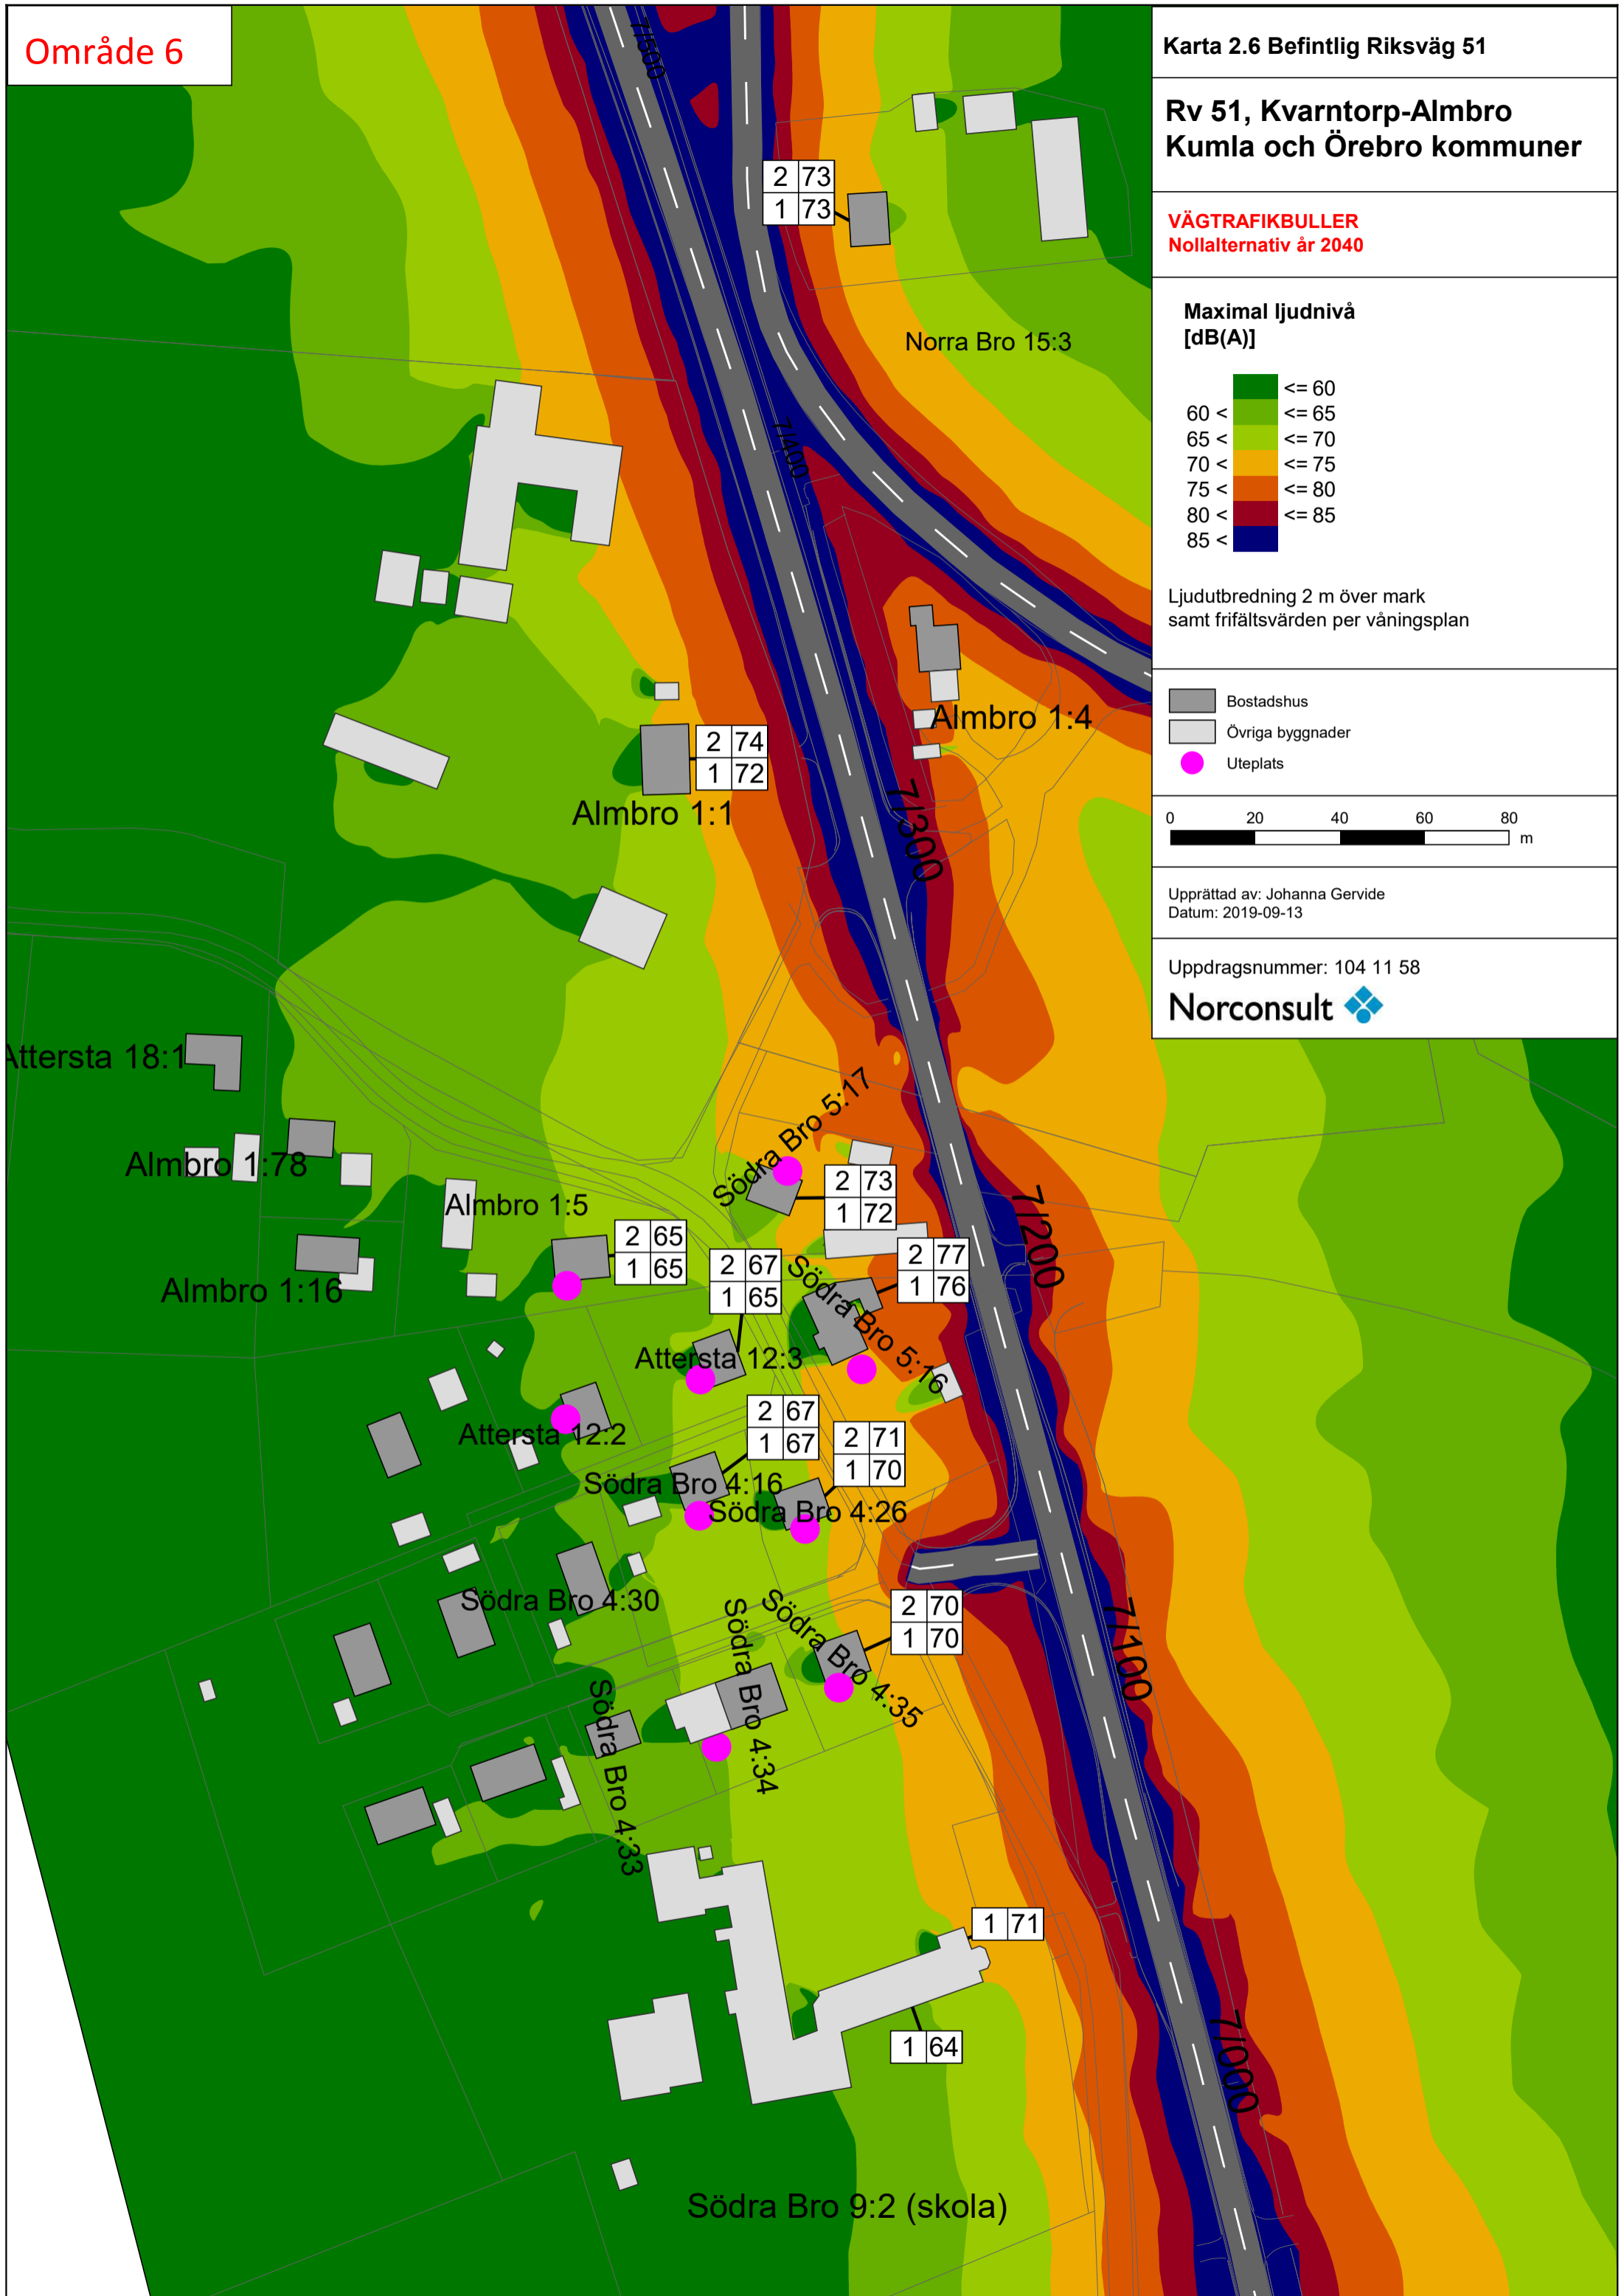 Område 6
Karta 2.6 Befintlig Riksväg 51
Rv 51, Kvarntorp-Almbro
Kumla och Örebro kommuner
VÄGTRAFIKBULLER
Nollalternativ år 2040
Maximal ljudnivå
[dB(A)]
<= 60
60 < <= 65
65 < <= 70
70 < <= 75
75 < <= 80
80 < <= 85
85 <
Ljudutbredning 2 m över mark
samt frifältsvärden per våningsplan
Bostadshus
Övriga byggnader
Uteplats
0 20 40 60 80
m
Upprättad av: Johanna Gervide
Datum: 2019-09-13
Uppdragsnummer: 104 11 58
Norconsult
7/500
2 73
1 73
Norra Bro 15:3
7/400
Almbro 1:4
2 74
1 72
Almbro 1:1
7/300
Attersta 18:1
Södra Bro 5:17
Almbro 1:78
2 73
1 72
Almbro 1:5
7/200
2 65
1 65
2 67
1 65
2 77
1 76
Almbro 1:16
Södra Bro 5:16
Attersta 12:3
2 67
1 67
2 71
1 70
Attersta 12:2
Södra Bro 4:16
Södra Bro 4:26
Södra Bro 4:30
2 70
1 70
7/100
Södra Bro 4:35
Södra Bro 4:34
Södra Bro 4:33
1 71
1 64
7/000
Södra Bro 9:2 (skola)